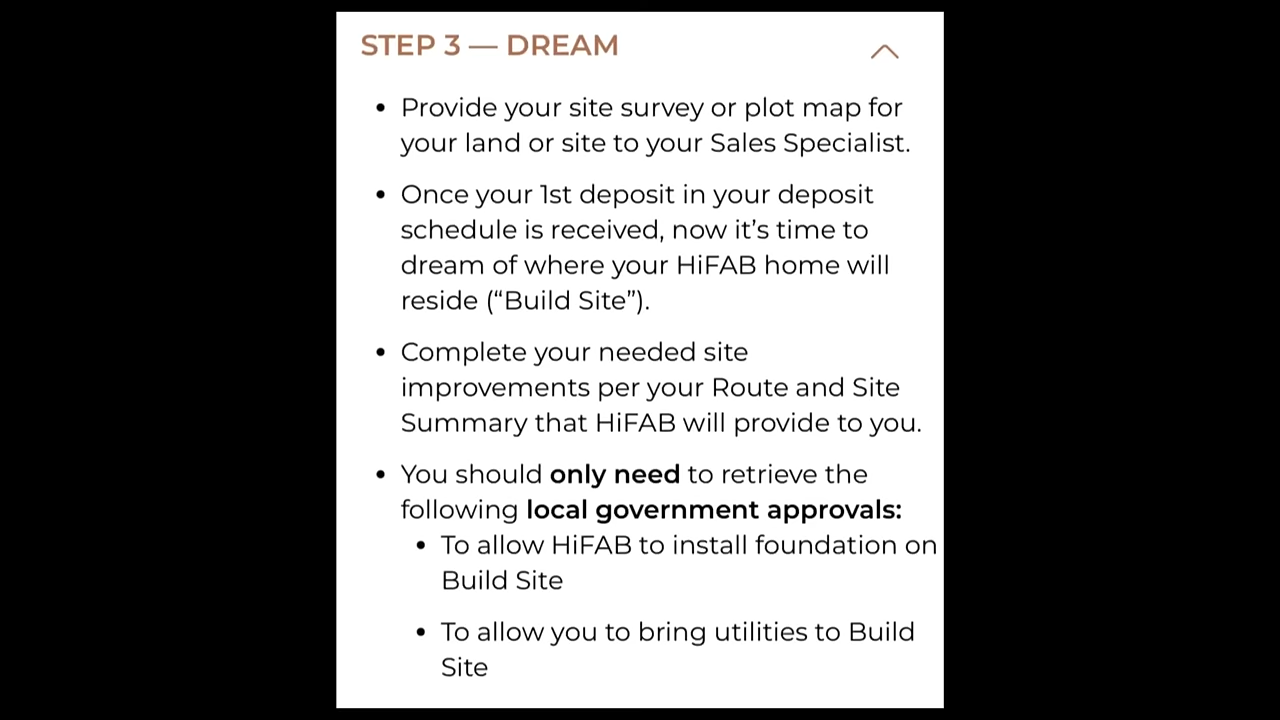 STEP 3 — DREAM
• Provide your site survey or plot map for
your land or site to your Sales Specialist.
• Once your 1st deposit in your deposit
schedule is received, now it’s time to
dream of where your HiFAB home will
reside (“Build Site”).
• Complete your needed site
improvements per your Route and Site
Summary that HiFAB will provide to you.
• You should only need to retrieve the
following local government approvals:
• To allow HiFAB to install foundation on
Build Site
• To allow you to bring utilities to Build
Site